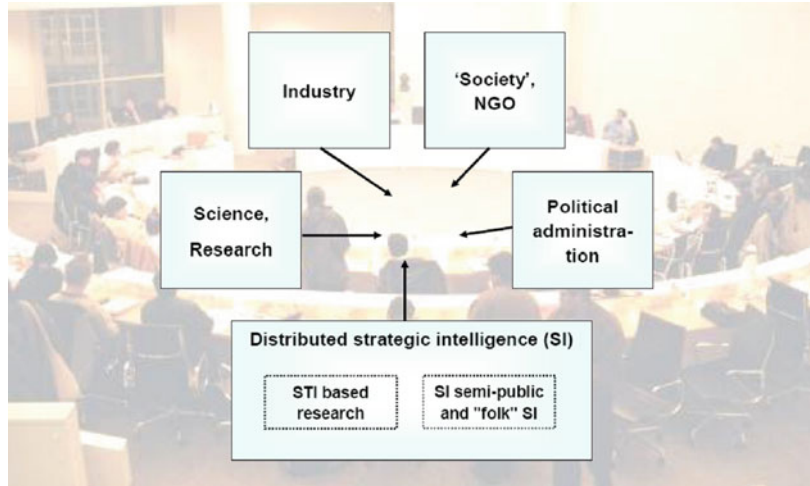 Industry
‘Society’,
NGO
Science,
Research
Political
administra-
tion
Distributed strategic intelligence (SI)
STI based
research
SI semi-public
and "folk" SI